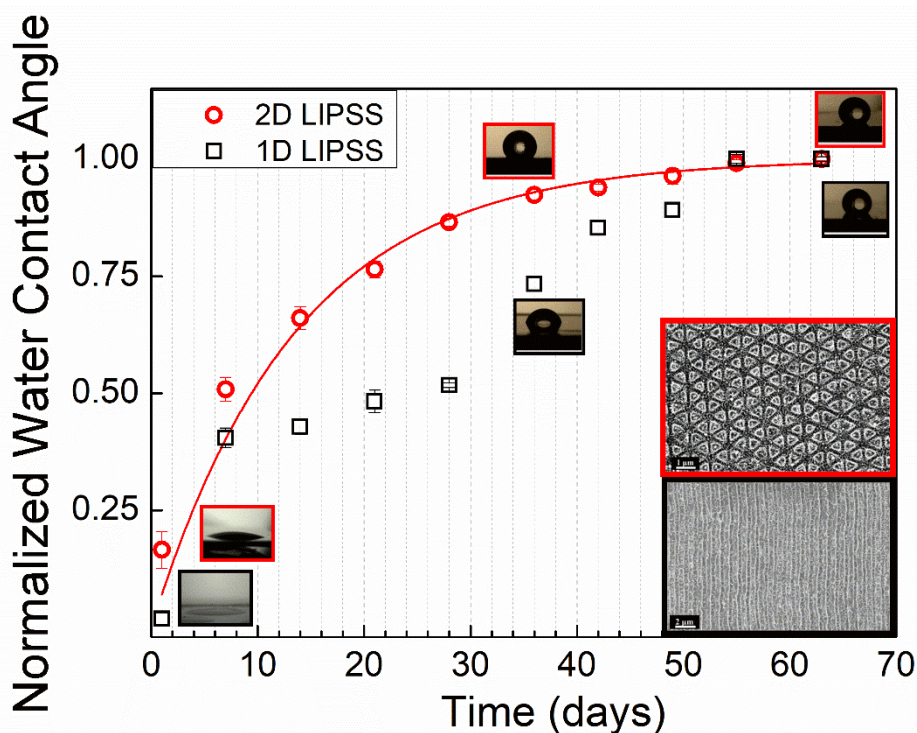 Normalized Water Contact Angle
2D LIPSS
1D LIPSS
1.00
0.75
0.50
0.25
1 µm
2 µm
0 10 20 30 40 50 60 70
Time (days)